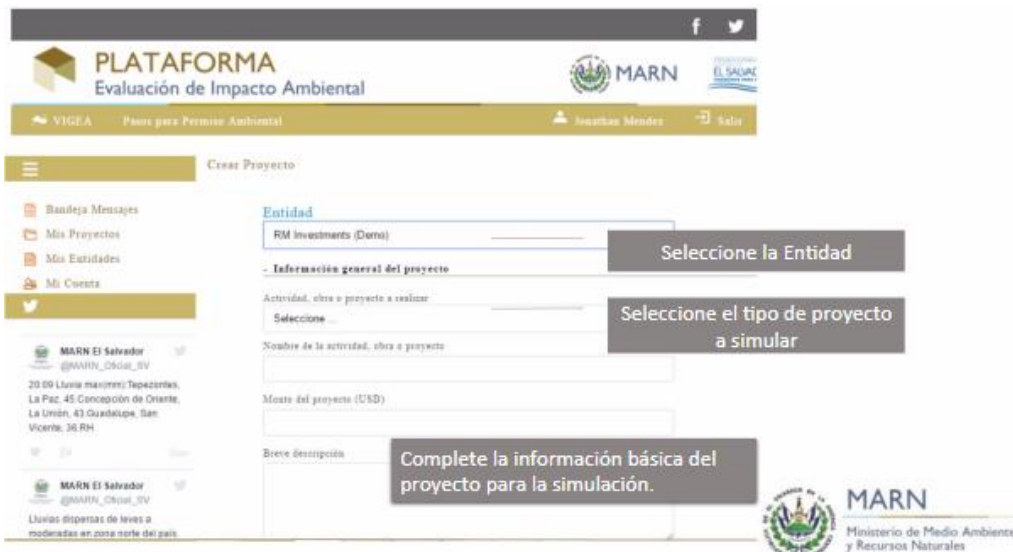 PLATAFORMA
Evaluación de Impacto Ambiental
MARN
VIGEA
Pasos para Permiso Ambiental
Jonathan Mendez
Salir
Crear Proyecto
Bandeja Mensajes
Mis Proyectos
Mis Entidades
Mi Cuenta
Entidad
RM Investments (Demo)
Seleccione la Entidad
- Información general del proyecto
Actividad, obra o proyecto a realizar
Seleccione ...
Seleccione el tipo de proyecto
a simular
Nombre de la actividad, obra o proyecto
Monto del proyecto (USD)
Breve descripción
Complete la información básica del
proyecto para la simulación.
MARN El Salvador
@MARN_Oficial_SV
20:09 Lluvia max(mm):Tepezontes,
La Paz, 45 Concepción de Oriente,
La Unión, 43 Guadalupe, San
Vicente, 36.RH
MARN El Salvador
@MARN_Oficial_SV
Lluvias dispersas de leves a
moderadas en zona norte del país
MARN
Ministerio de Medio Ambiente
y Recursos Naturales